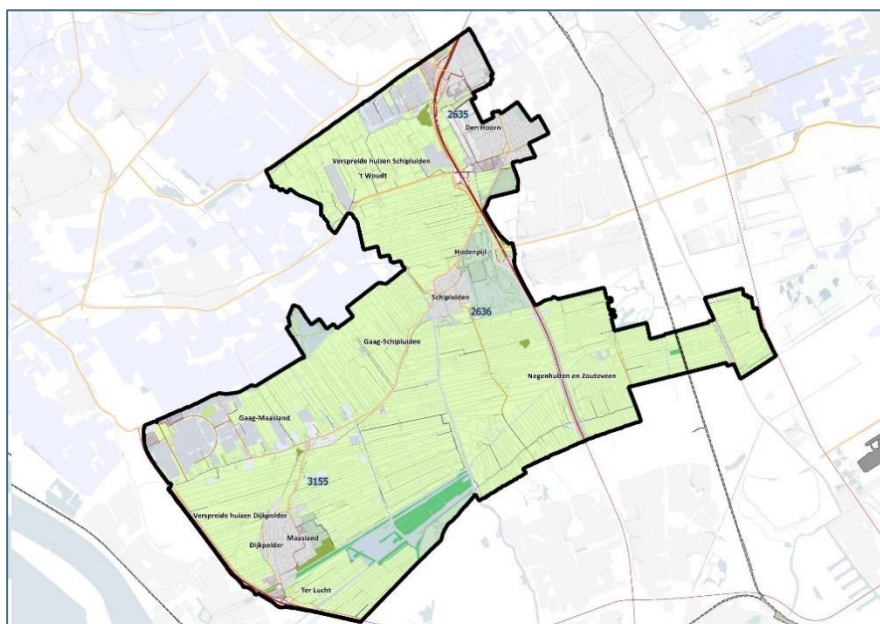 2635
Den Hoorn
Verspreide huizen Schipluiden
't Woudt
Hodenpijl
Schipluiden
2636
Gaag-Schipluiden
Negenhuizen en Zouteveen
Gaag-Maasland
3155
Verspreide huizen Dijkpolder
Maasland
Dijkpolder
Ter Lucht